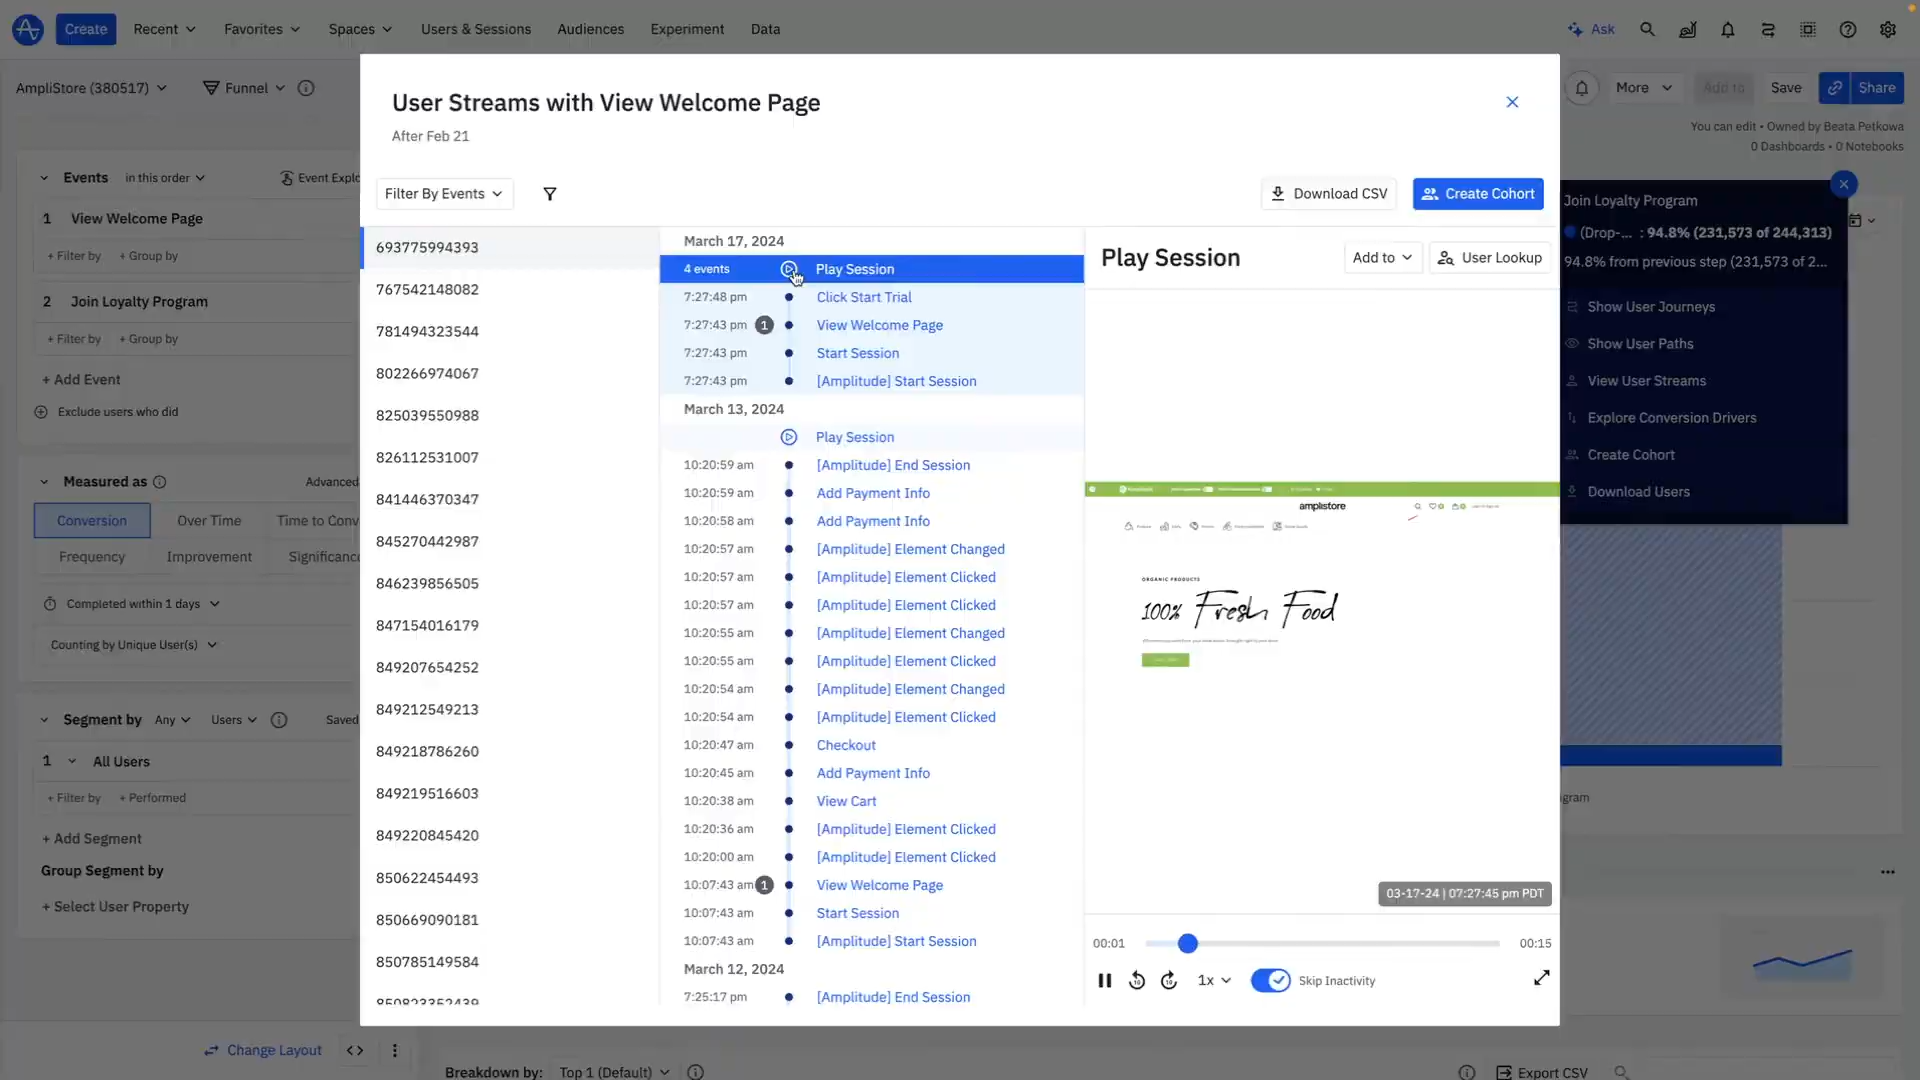 Create
Recent
Favorites
Spaces
Users & Sessions
Audiences
Experiment
Data
Ask
AmpliStore (380517)
Funnel
More
Add to
Save
Share
You can edit • Owned by Beata Petkowa
0 Dashboards • 0 Notebooks
Events in this order
Event Explo
1 View Welcome Page
+ Filter by + Group by
2 Join Loyalty Program
+ Filter by + Group by
+ Add Event
Exclude users who did
Measured as
Advanced
Conversion
Over Time
Time to Conv
Frequency
Improvement
Significanc
Completed within 1 days
Counting by Unique User(s)
Segment by Any Users
Saved
1 All Users
+ Filter by + Performed
+ Add Segment
Group Segment by
+ Select User Property
Change Layout
User Streams with View Welcome Page
After Feb 21
Filter By Events
Download CSV
Create Cohort
693775994393
767542148082
781494323544
802266974067
825039550988
826112531007
841446370347
845270442987
846239856505
847154016179
849207654252
849212549213
849218786260
849219516603
849220845420
850622454493
850669090181
850785149584
850823352439
March 17, 2024
4 events Play Session
7:27:48 pm Click Start Trial
7:27:43 pm 1 View Welcome Page
7:27:43 pm Start Session
7:27:43 pm [Amplitude] Start Session
March 13, 2024
Play Session
10:20:59 am [Amplitude] End Session
10:20:59 am Add Payment Info
10:20:58 am Add Payment Info
10:20:57 am [Amplitude] Element Changed
10:20:57 am [Amplitude] Element Clicked
10:20:57 am [Amplitude] Element Clicked
10:20:55 am [Amplitude] Element Changed
10:20:55 am [Amplitude] Element Clicked
10:20:54 am [Amplitude] Element Changed
10:20:54 am [Amplitude] Element Clicked
10:20:47 am Checkout
10:20:45 am Add Payment Info
10:20:38 am View Cart
10:20:36 am [Amplitude] Element Clicked
10:20:00 am [Amplitude] Element Clicked
10:07:43 am 1 View Welcome Page
10:07:43 am Start Session
10:07:43 am [Amplitude] Start Session
March 12, 2024
7:25:17 pm [Amplitude] End Session
Play Session
Add to
User Lookup
amplistore
ORGANIC PRODUCTS
100% Fresh Food
03-17-24 | 07:27:45 pm PDT
00:01
00:15
1x
Skip Inactivity
Join Loyalty Program
(Drop-... : 94.8% (231,573 of 244,313)
94.8% from previous step (231,573 of 2...
Show User Journeys
Show User Paths
View User Streams
Explore Conversion Drivers
Create Cohort
Download Users
gram
Breakdown by: Top 1 (Default)
Export CSV